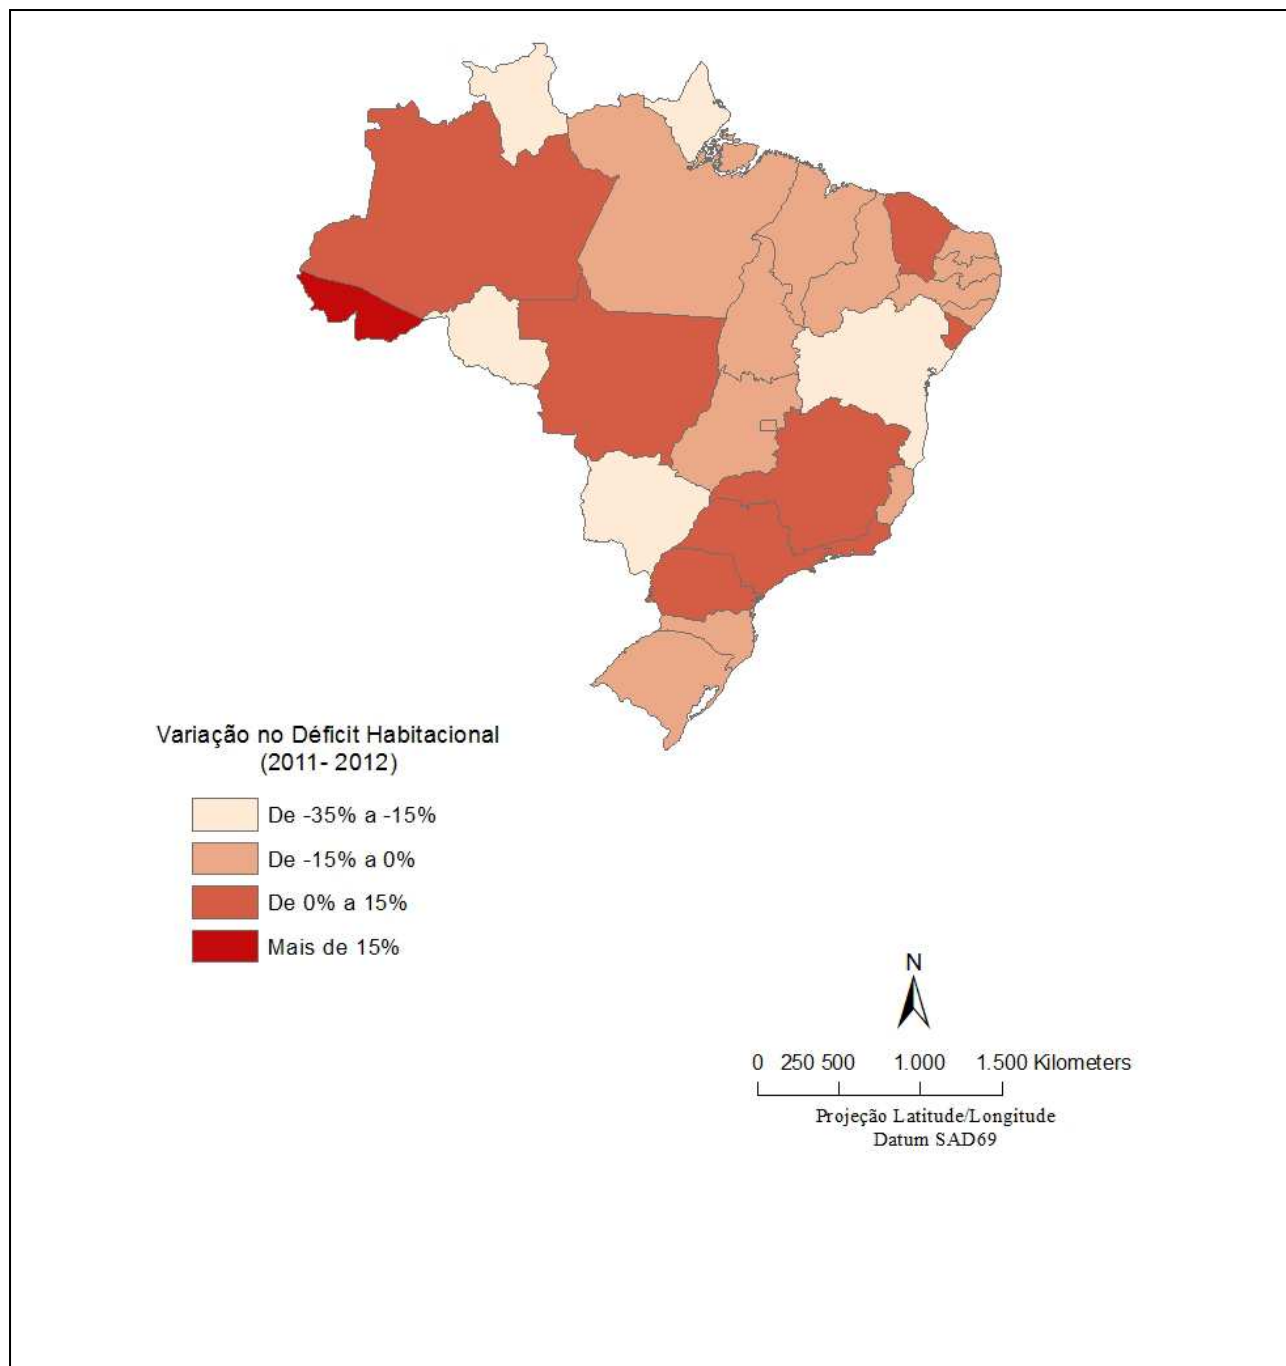 Variação no Déficit Habitacional
(2011- 2012)
De -35% a -15%
De -15% a 0%
De 0% a 15%
Mais de 15%
N
0 250 500 1.000 1.500 Kilometers
Projeção Latitude/Longitude
Datum SAD69